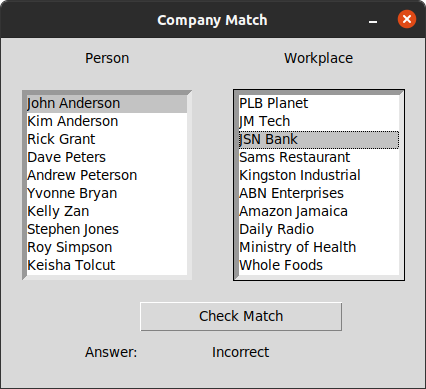 Company Match
Person
Workplace
John Anderson
Kim Anderson
Rick Grant
Dave Peters
Andrew Peterson
Yvonne Bryan
Kelly Zan
Stephen Jones
Roy Simpson
Keisha Tolcut
PLB Planet
JM Tech
JSN Bank
Sams Restaurant
Kingston Industrial
ABN Enterprises
Amazon Jamaica
Daily Radio
Ministry of Health
Whole Foods
Check Match
Answer: Incorrect